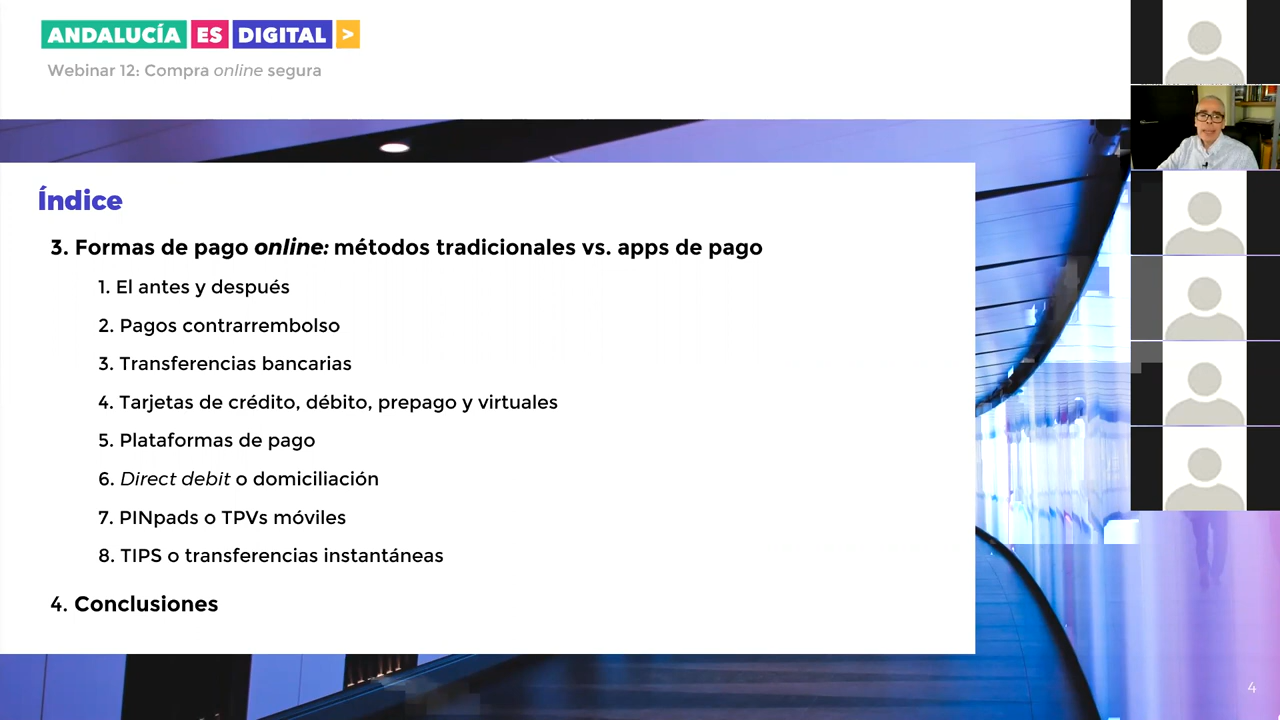 ANDALUCÍA ES DIGITAL >
Webinar 12: Compra online segura
Índice
3. Formas de pago online: métodos tradicionales vs. apps de pago
1. El antes y después
2. Pagos contrarrembolso
3. Transferencias bancarias
4. Tarjetas de crédito, débito, prepago y virtuales
5. Plataformas de pago
6. Direct debit o domiciliación
7. PINpads o TPVs móviles
8. TIPS o transferencias instantáneas
4. Conclusiones
4